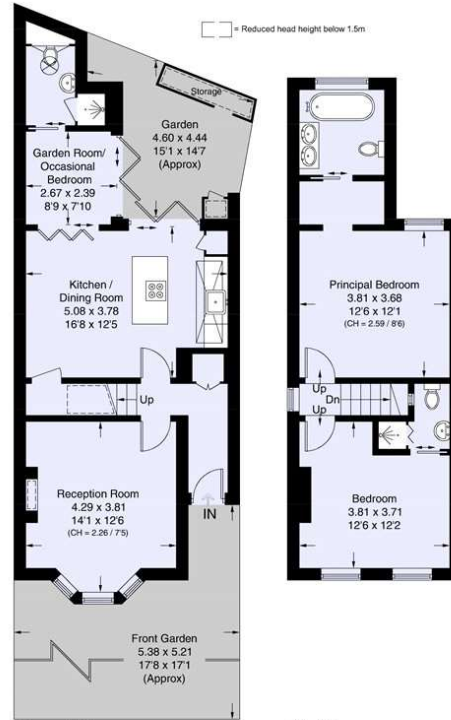 = Reduced head height below 1.5m
Storage
Garden
4.60 x 4.44
15'1 x 14'7
(Approx)
Garden Room/
Occasional
Bedroom
2.67 x 2.39
8'9 x 7'10
Kitchen /
Dining Room
5.08 x 3.78
16'8 x 12'5
Up
Reception Room
4.29 x 3.81
14'1 x 12'6
(CH = 2.26 / 7'5)
IN
Front Garden
5.38 x 5.21
17'8 x 17'1
(Approx)
Principal Bedroom
3.81 x 3.68
12'6 x 12'1
(CH = 2.59 / 8'6)
Up
Dn
Up
Bedroom
3.81 x 3.71
12'6 x 12'2